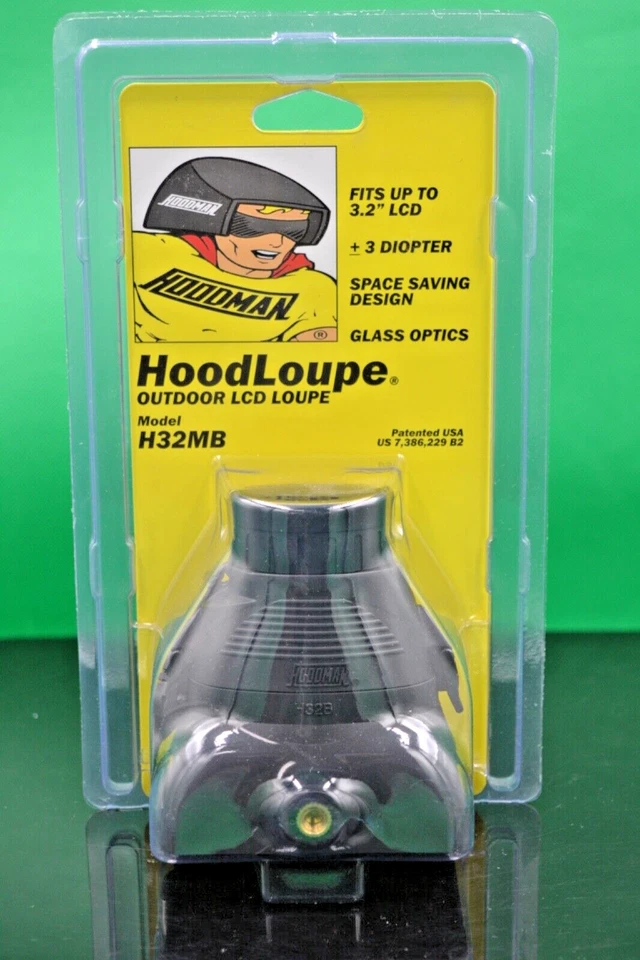 HOODMAN
HOODMAN
®
FITS UP TO
3.2" LCD
± 3 DIOPTER
SPACE SAVING
DESIGN
GLASS OPTICS
HoodLoupe®
OUTDOOR LCD LOUPE
Model
H32MB
Patented USA
US 7,386,229 B2
HOODMAN
H32B